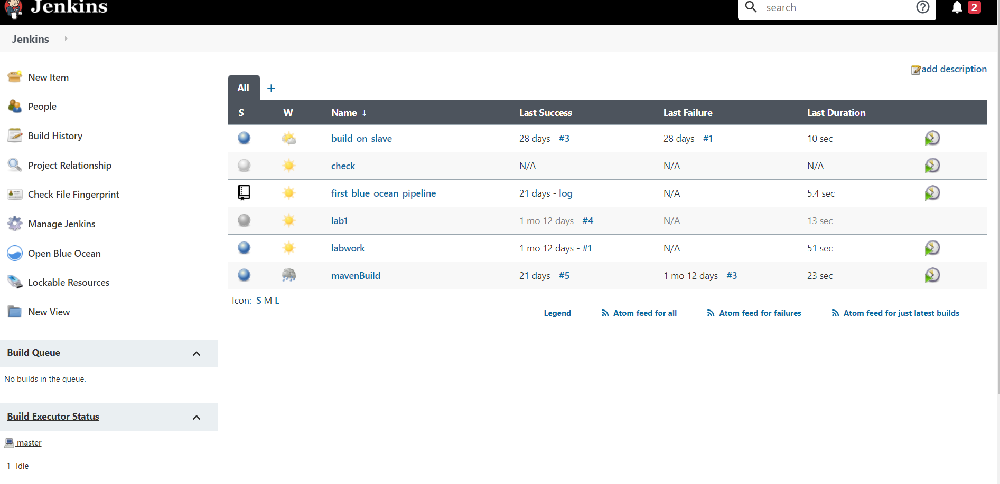 Jenkins
search
2
Jenkins
New Item
People
Build History
Project Relationship
Check File Fingerprint
Manage Jenkins
Open Blue Ocean
Lockable Resources
New View
Build Queue
No builds in the queue.
Build Executor Status
master
1 Idle
add description
All +
S W Name ↓ Last Success Last Failure Last Duration
build_on_slave 28 days - #3 28 days - #1 10 sec
check N/A N/A N/A
first_blue_ocean_pipeline 21 days - log N/A 5.4 sec
lab1 1 mo 12 days - #4 N/A 13 sec
labwork 1 mo 12 days - #1 N/A 51 sec
mavenBuild 21 days - #5 1 mo 12 days - #3 23 sec
Icon: S M L
Legend Atom feed for all Atom feed for failures Atom feed for just latest builds